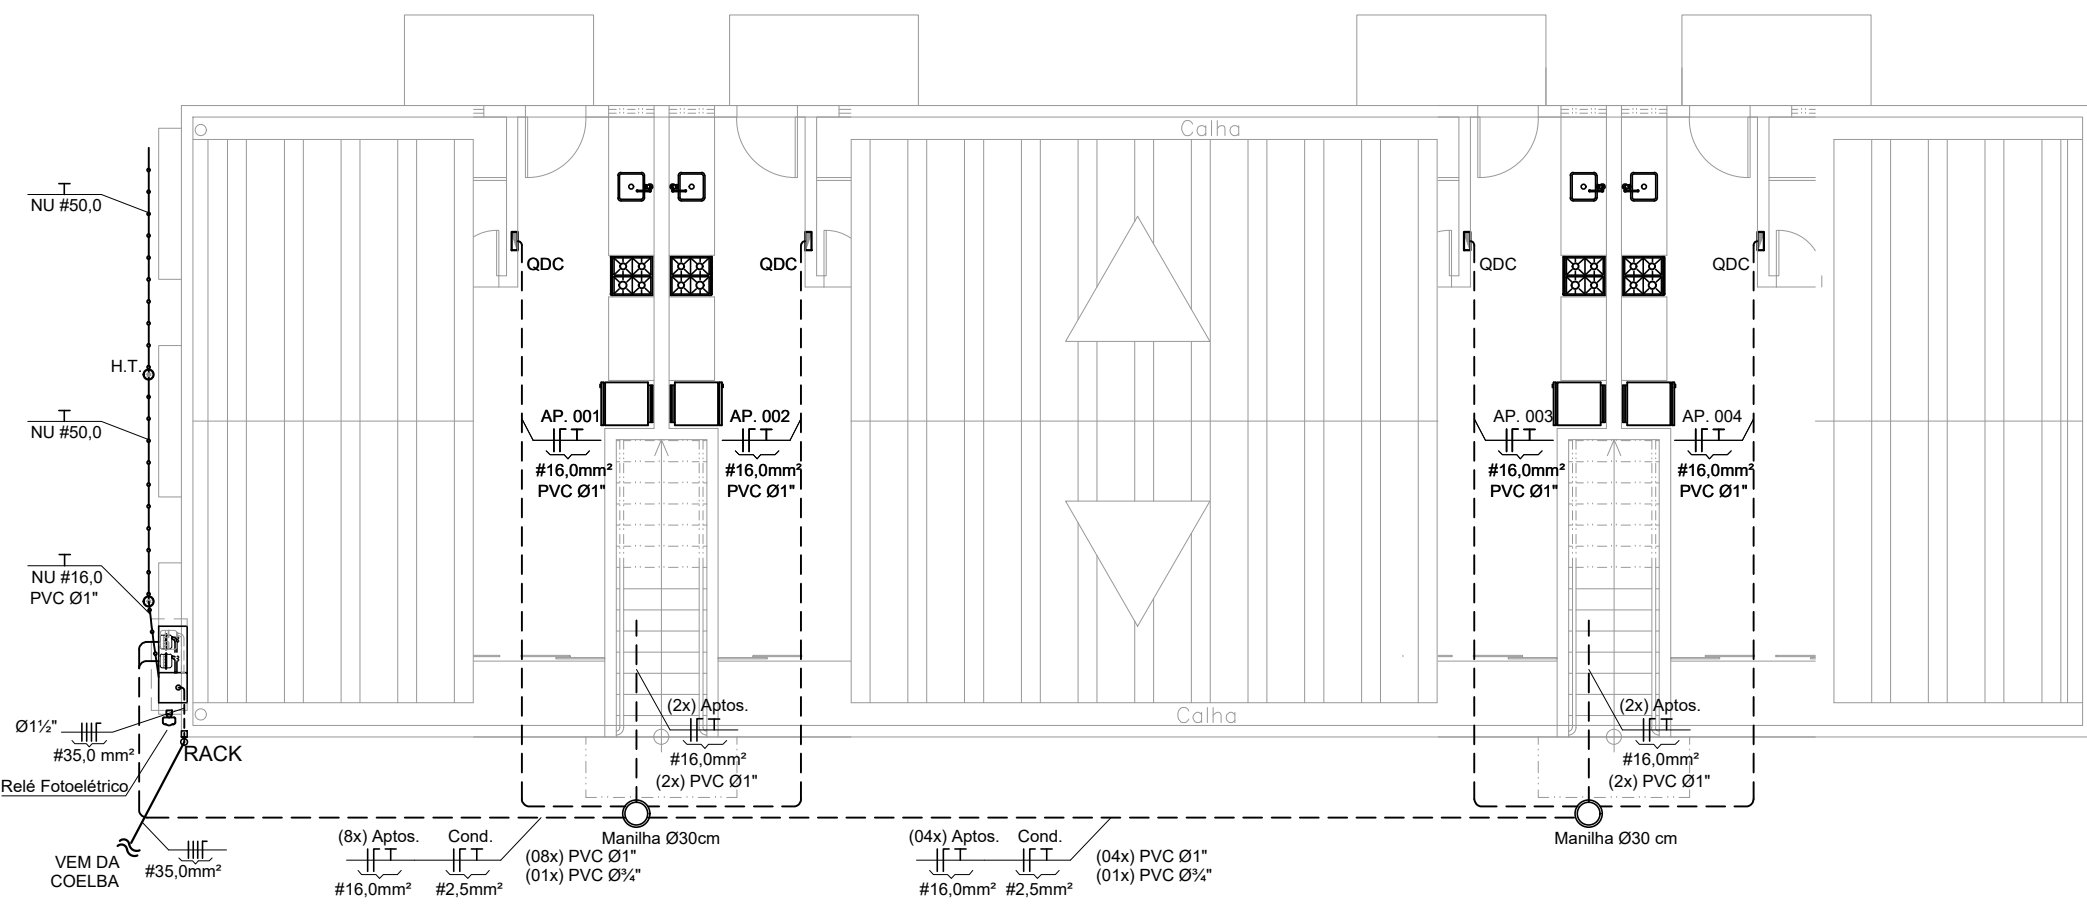 Calha
NU #50,0
QDC
QDC
QDC
QDC
H.T.
NU #50,0
AP. 001
#16,0mm²
PVC Ø1"
AP. 002
#16,0mm²
PVC Ø1"
AP. 003
#16,0mm²
PVC Ø1"
AP. 004
#16,0mm²
PVC Ø1"
NU #16,0
PVC Ø1"
Calha
(2x) Aptos.
#16,0mm²
(2x) PVC Ø1"
(2x) Aptos.
#16,0mm²
(2x) PVC Ø1"
Ø1½"
#35,0 mm²
RACK
Relé Fotoelétrico
VEM DA
COELBA
#35,0mm²
(8x) Aptos.
#16,0mm²
Cond.
#2,5mm²
(08x) PVC Ø1"
(01x) PVC Ø¾"
Manilha Ø30cm
(04x) Aptos.
#16,0mm²
Cond.
#2,5mm²
(04x) PVC Ø1"
(01x) PVC Ø¾"
Manilha Ø30 cm